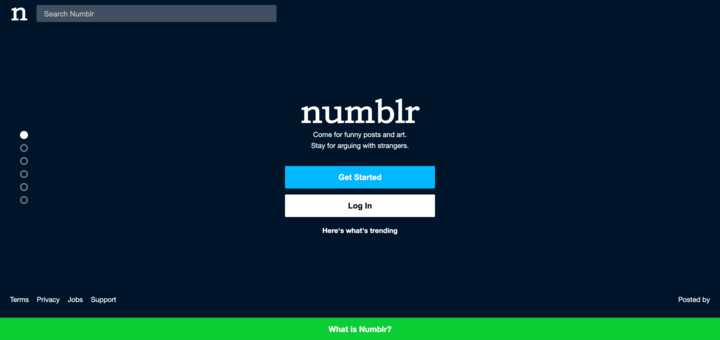 n
Search Numblr
numblr
Come for funny posts and art.
Stay for arguing with strangers.
Get Started
Log In
Here's what's trending
Terms Privacy Jobs Support
Posted by
What is Numblr?